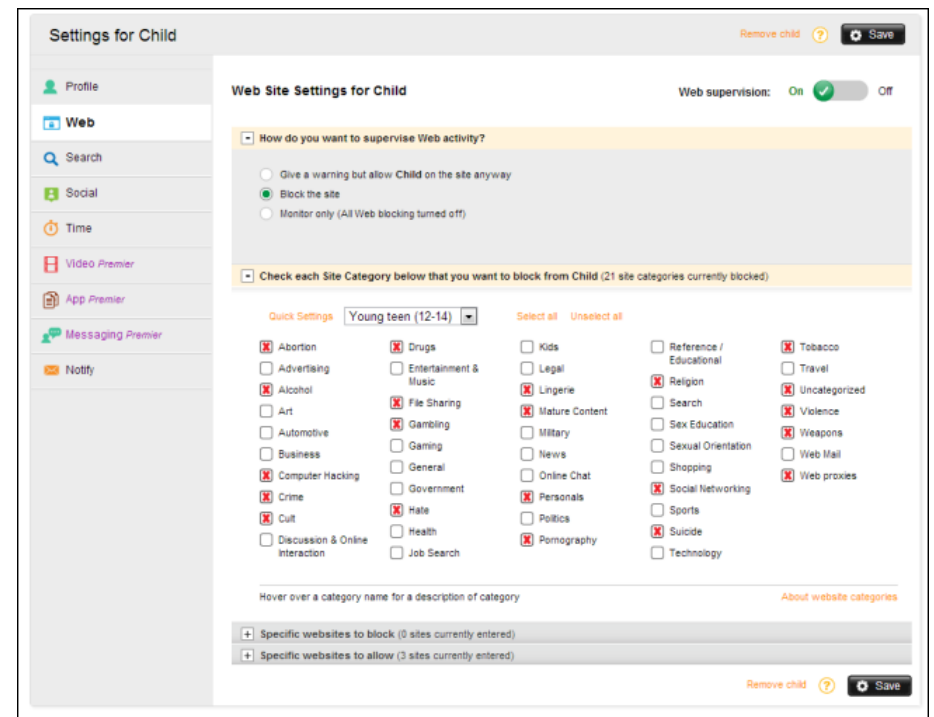 Settings for Child
Remove child ? Save
Profile
Web
Search
Social
Time
Video Premier
App Premier
Messaging Premier
Notify
Web Site Settings for Child
Web supervision: On Off
How do you want to supervise Web activity?
Give a warning but allow Child on the site anyway
Block the site
Monitor only (All Web blocking turned off)
Check each Site Category below that you want to block from Child (21 site categories currently blocked)
Quick Settings Young teen (12-14) Select all Unselect all
Abortion
Advertising
Alcohol
Art
Automotive
Business
Computer Hacking
Crime
Cult
Discussion & Online
Interaction
Drugs
Entertainment &
Music
File Sharing
Gambling
Gaming
General
Government
Hate
Health
Job Search
Kids
Legal
Lingerie
Mature Content
Military
News
Online Chat
Personals
Politics
Pornography
Reference /
Educational
Religion
Search
Sex Education
Sexual Orientation
Shopping
Social Networking
Sports
Suicide
Technology
Tobacco
Travel
Uncategorized
Violence
Weapons
Web Mail
Web proxies
Hover over a category name for a description of category
About website categories
Specific websites to block (0 sites currently entered)
Specific websites to allow (3 sites currently entered)
Remove child ? Save